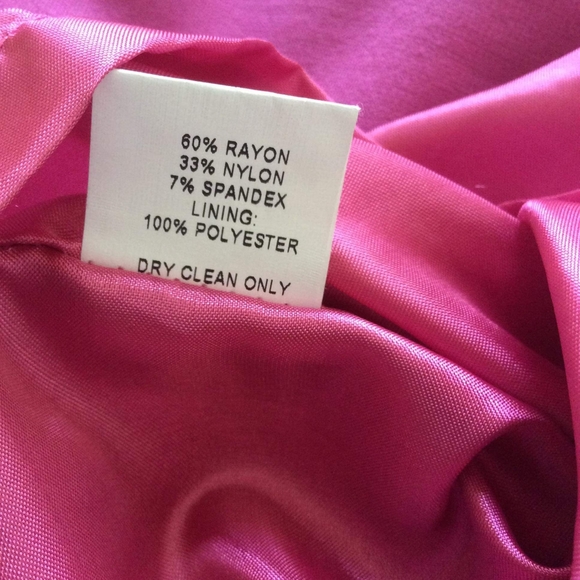 60% RAYON
33% NYLON
7% SPANDEX
LINING:
100% POLYESTER
DRY CLEAN ONLY